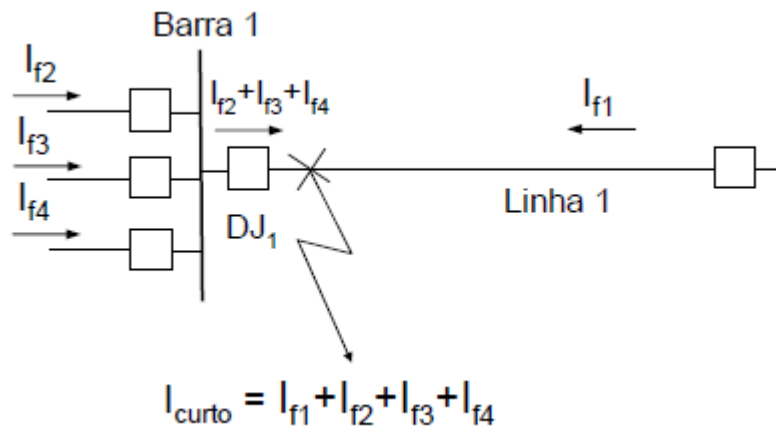 Barra 1
If2
If2+If3+If4
If1
If3
If4
DJ1
Linha 1
Icurto = If1+If2+If3+If4